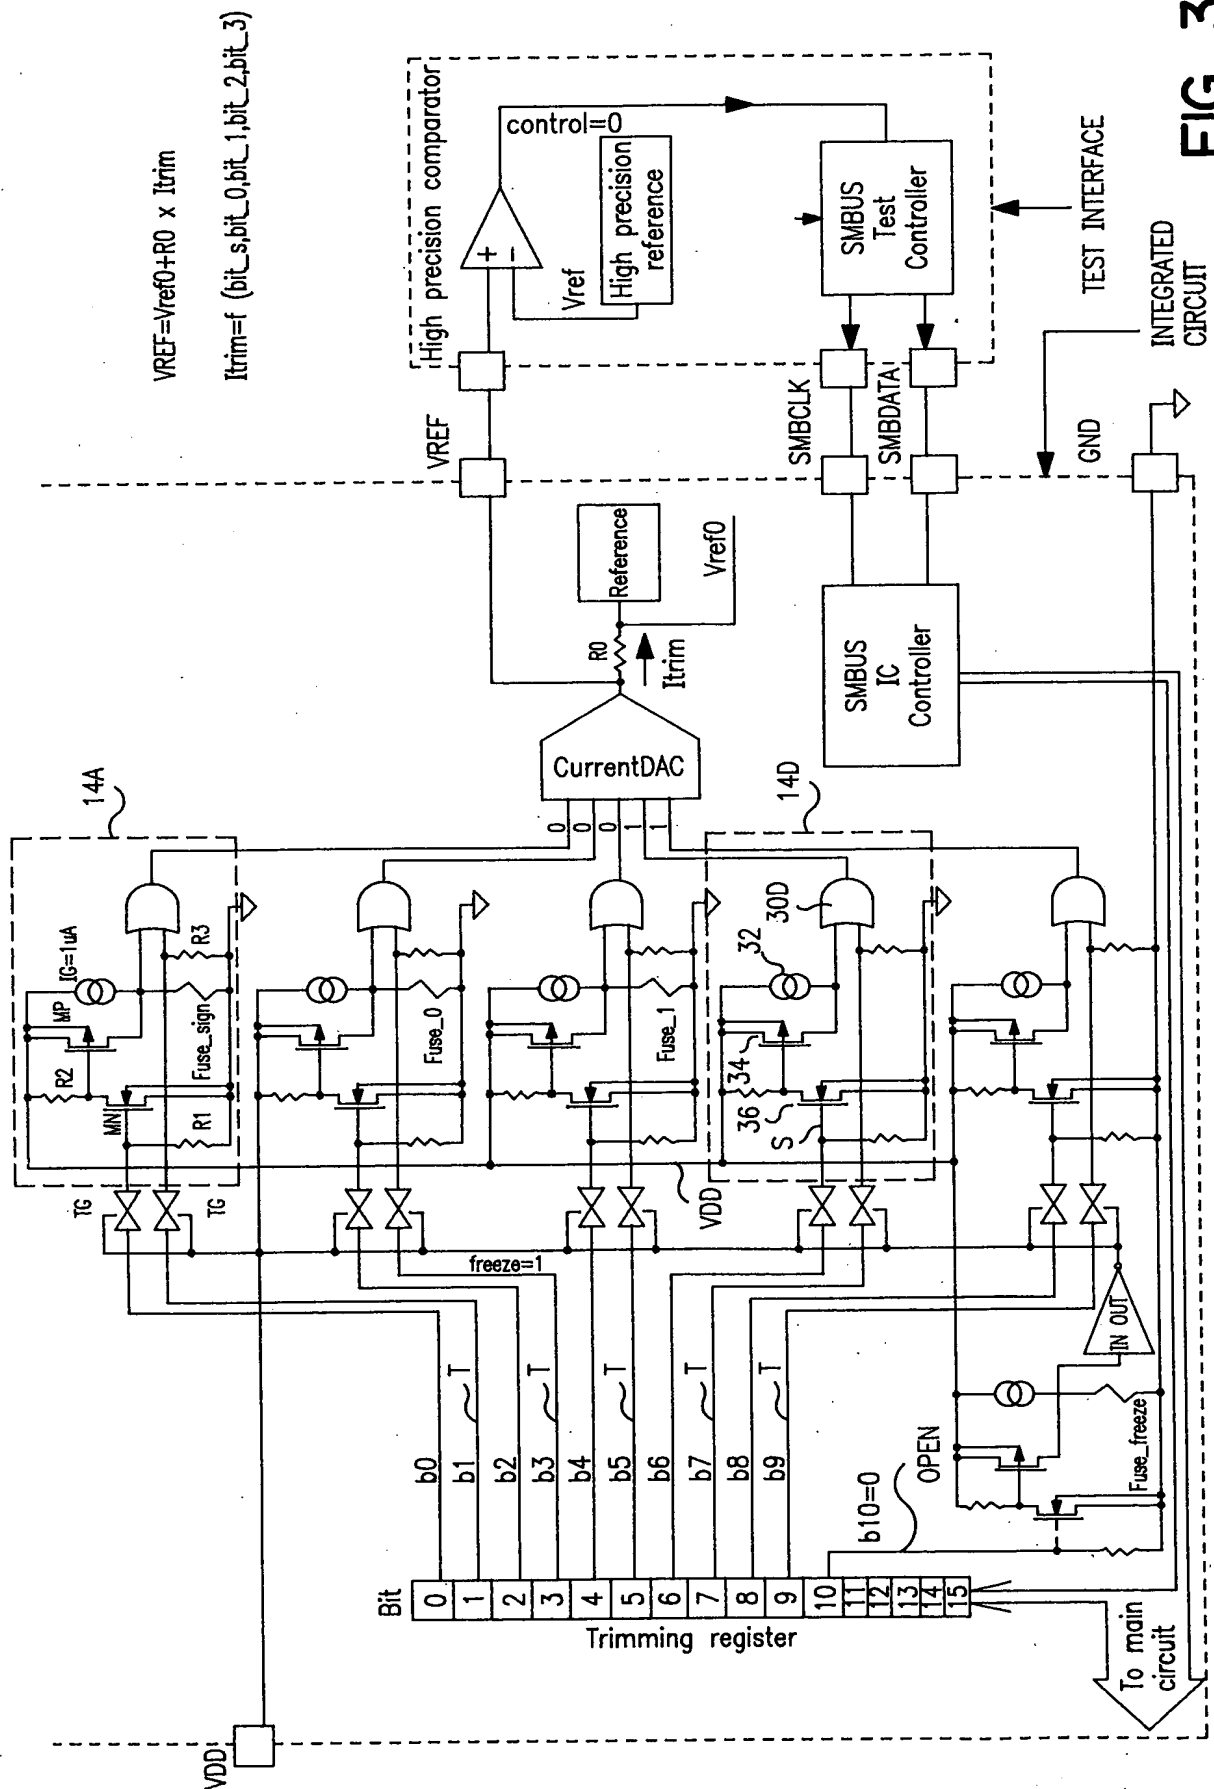 FIG. 3
VREF=Vref0+R0 x Itrim
Itrim=f (bit_s,bit_0,bit_1,bit_2,bit_3)
14A
IG=1uA
MP
R2
MN
R1
R3
Fuse_sign
TG
TG
Fuse_0
Fuse_1
freeze=1
VDD
14D
30D
32
34
36
S
0
0
0
1
1
CurrentDAC
R0
Itrim
Reference
Vref0
VREF
High precision comparator
+
−
control=0
Vref
High precision
reference
SMBUS
Test
Controller
TEST INTERFACE
SMBCLK
SMBDATA
SMBUS
IC
Controller
GND
INTEGRATED
CIRCUIT
VDD
Bit
0
1
2
3
4
5
6
7
8
9
10
11
12
13
14
15
Trimming register
b0
b1
T
b2
b3
T
b4
b5
T
b6
b7
T
b8
b9
T
b10=0
OPEN
Fuse_freeze
IN OUT
To main
circuit